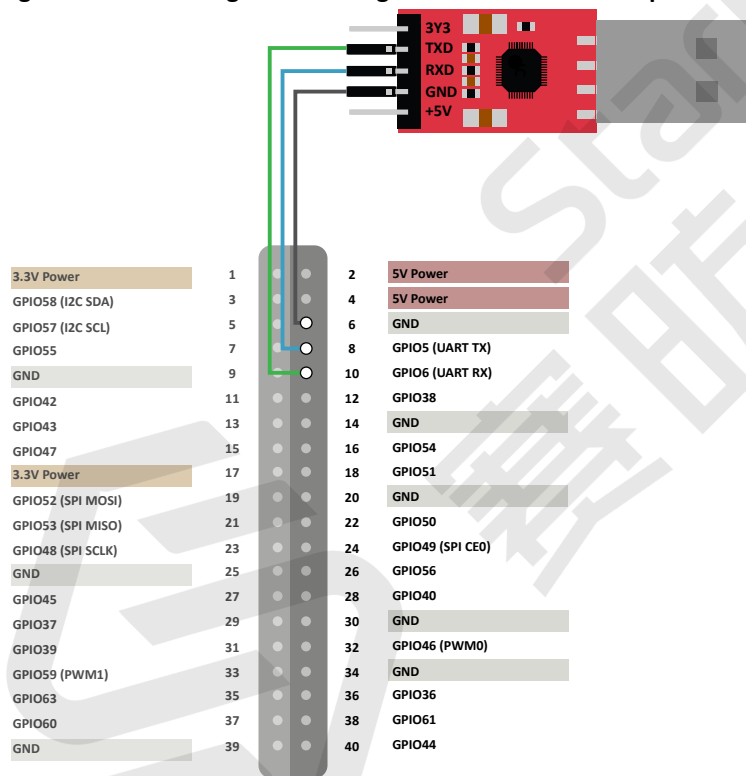 3Y3
TXD
RXD
GND
+5V
3.3V Power 1 2 5V Power
GPIO58 (I2C SDA) 3 4 5V Power
GPIO57 (I2C SCL) 5 6 GND
GPIO55 7 8 GPIO5 (UART TX)
GND 9 10 GPIO6 (UART RX)
GPIO42 11 12 GPIO38
GPIO43 13 14 GND
GPIO47 15 16 GPIO54
3.3V Power 17 18 GPIO51
GPIO52 (SPI MOSI) 19 20 GND
GPIO53 (SPI MISO) 21 22 GPIO50
GPIO48 (SPI SCLK) 23 24 GPIO49 (SPI CE0)
GND 25 26 GPIO56
GPIO45 27 28 GPIO40
GPIO37 29 30 GND
GPIO39 31 32 GPIO46 (PWM0)
GPIO59 (PWM1) 33 34 GND
GPIO63 35 36 GPIO36
GPIO60 37 38 GPIO61
GND 39 40 GPIO44
Star
赛昉